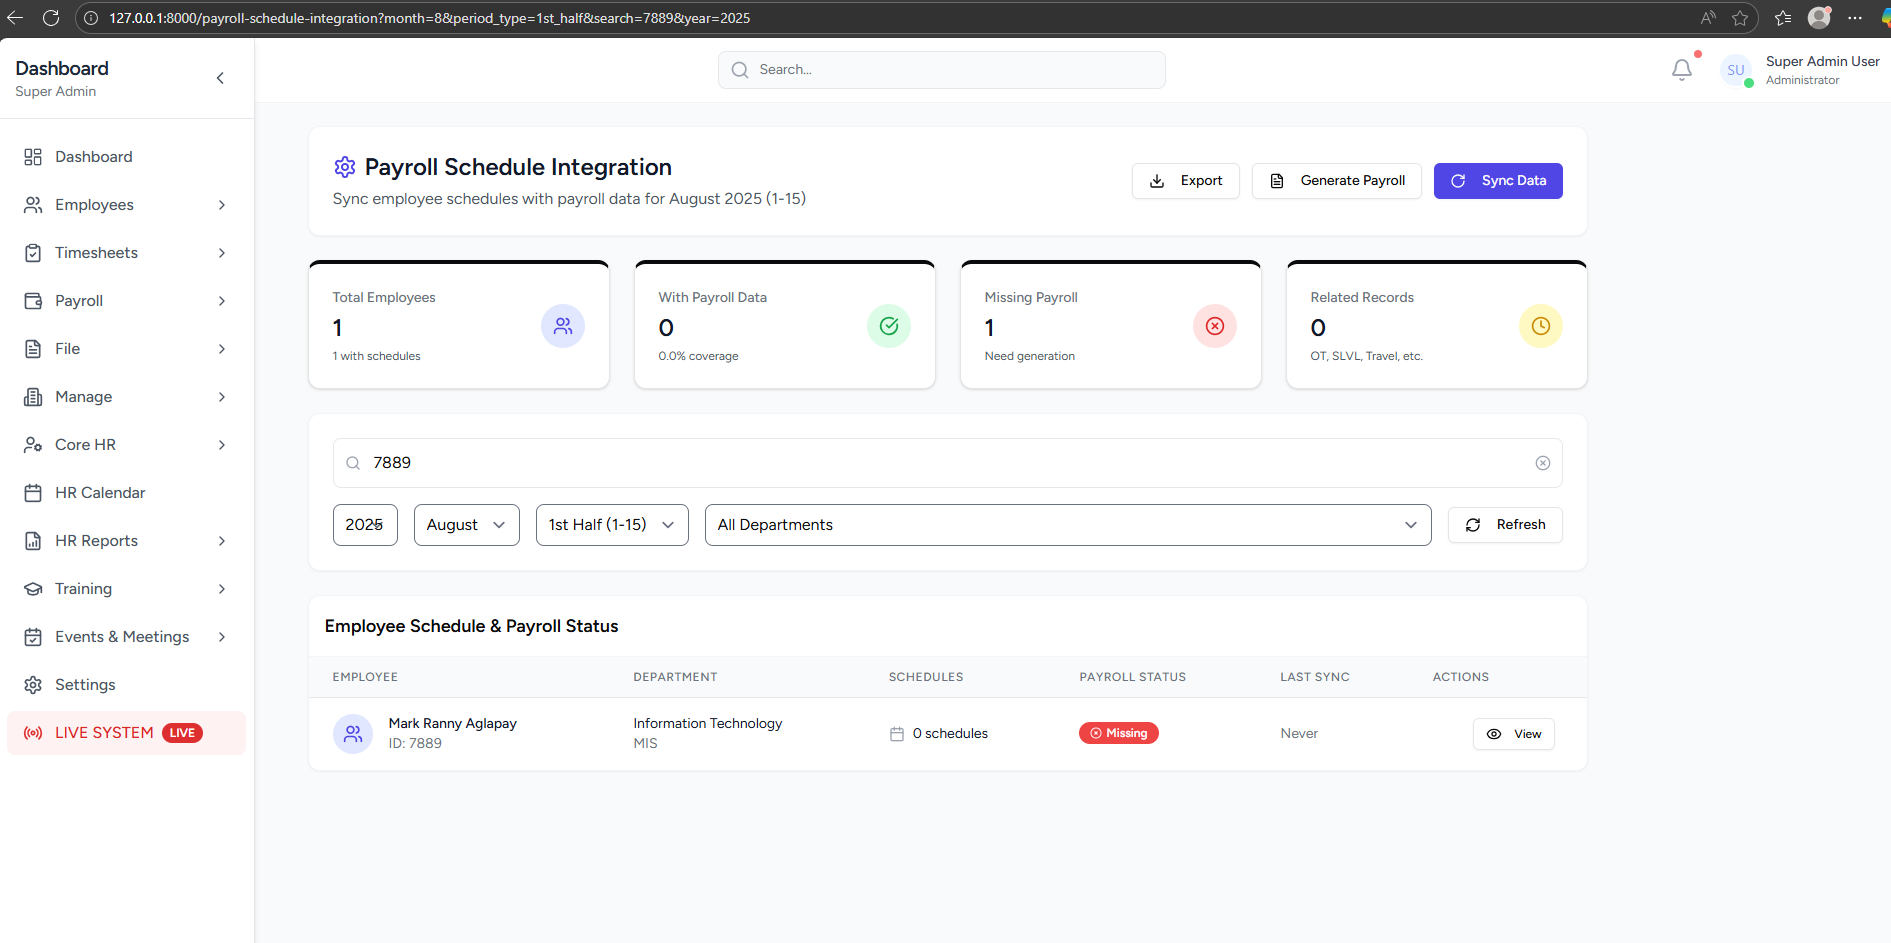 127.0.0.1:8000/payroll-schedule-integration?month=8&period_type=1st_half&search=7889&year=2025
Dashboard
Super Admin
Search...
SU
Super Admin User
Administrator
Dashboard
Employees
Timesheets
Payroll
File
Manage
Core HR
HR Calendar
HR Reports
Training
Events & Meetings
Settings
LIVE SYSTEM LIVE
Payroll Schedule Integration
Sync employee schedules with payroll data for August 2025 (1-15)
Export
Generate Payroll
Sync Data
Total Employees
1
1 with schedules
With Payroll Data
0
0.0% coverage
Missing Payroll
1
Need generation
Related Records
0
OT, SLVL, Travel, etc.
7889
2025
August
1st Half (1-15)
All Departments
Refresh
Employee Schedule & Payroll Status
EMPLOYEE DEPARTMENT SCHEDULES PAYROLL STATUS LAST SYNC ACTIONS
Mark Ranny Aglapay
ID: 7889
Information Technology
MIS
0 schedules
Missing
Never
View